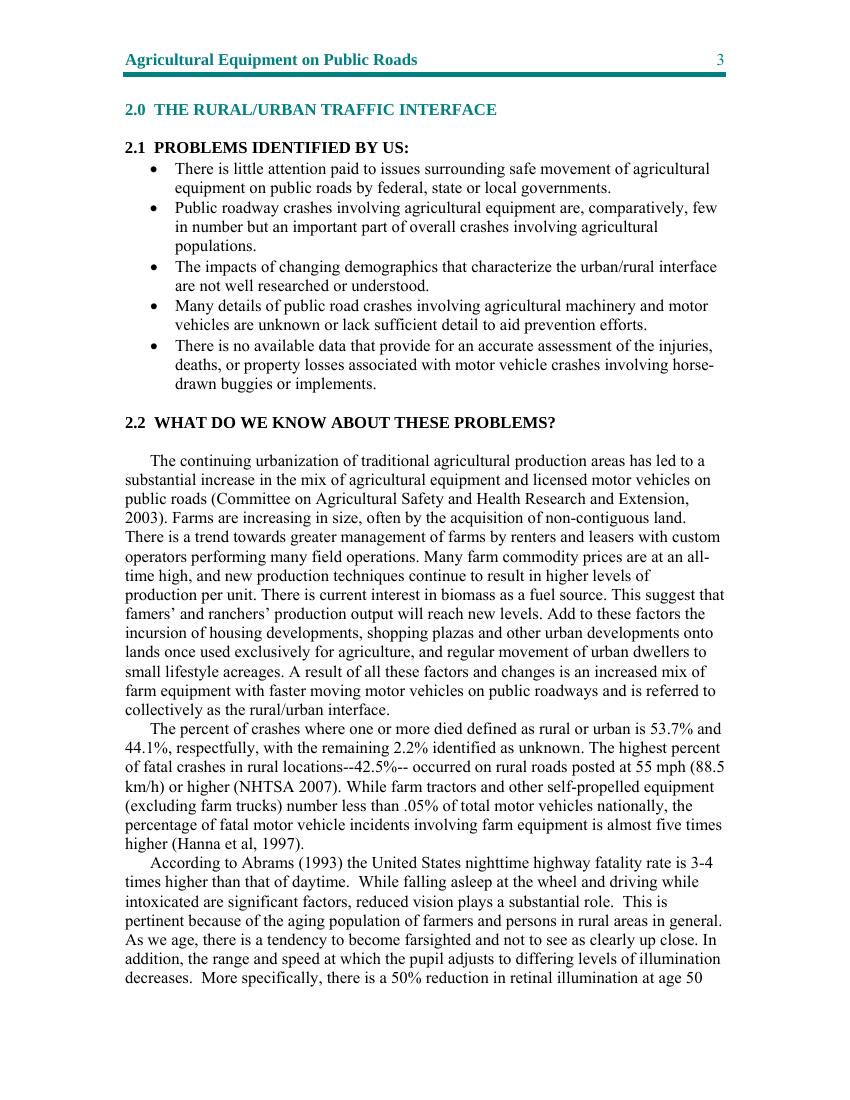 Agricultural Equipment on Public Roads 3
2.0 THE RURAL/URBAN TRAFFIC INTERFACE
2.1 PROBLEMS IDENTIFIED BY US:
• There is little attention paid to issues surrounding safe movement of agricultural
equipment on public roads by federal, state or local governments.
• Public roadway crashes involving agricultural equipment are, comparatively, few
in number but an important part of overall crashes involving agricultural
populations.
• The impacts of changing demographics that characterize the urban/rural interface
are not well researched or understood.
• Many details of public road crashes involving agricultural machinery and motor
vehicles are unknown or lack sufficient detail to aid prevention efforts.
• There is no available data that provide for an accurate assessment of the injuries,
deaths, or property losses associated with motor vehicle crashes involving horse-
drawn buggies or implements.
2.2 WHAT DO WE KNOW ABOUT THESE PROBLEMS?
The continuing urbanization of traditional agricultural production areas has led to a
substantial increase in the mix of agricultural equipment and licensed motor vehicles on
public roads (Committee on Agricultural Safety and Health Research and Extension,
2003). Farms are increasing in size, often by the acquisition of non-contiguous land.
There is a trend towards greater management of farms by renters and leasers with custom
operators performing many field operations. Many farm commodity prices are at an all-
time high, and new production techniques continue to result in higher levels of
production per unit. There is current interest in biomass as a fuel source. This suggest that
famers’ and ranchers’ production output will reach new levels. Add to these factors the
incursion of housing developments, shopping plazas and other urban developments onto
lands once used exclusively for agriculture, and regular movement of urban dwellers to
small lifestyle acreages. A result of all these factors and changes is an increased mix of
farm equipment with faster moving motor vehicles on public roadways and is referred to
collectively as the rural/urban interface.
The percent of crashes where one or more died defined as rural or urban is 53.7% and
44.1%, respectfully, with the remaining 2.2% identified as unknown. The highest percent
of fatal crashes in rural locations--42.5%-- occurred on rural roads posted at 55 mph (88.5
km/h) or higher (NHTSA 2007). While farm tractors and other self-propelled equipment
(excluding farm trucks) number less than .05% of total motor vehicles nationally, the
percentage of fatal motor vehicle incidents involving farm equipment is almost five times
higher (Hanna et al, 1997).
According to Abrams (1993) the United States nighttime highway fatality rate is 3-4
times higher than that of daytime. While falling asleep at the wheel and driving while
intoxicated are significant factors, reduced vision plays a substantial role. This is
pertinent because of the aging population of farmers and persons in rural areas in general.
As we age, there is a tendency to become farsighted and not to see as clearly up close. In
addition, the range and speed at which the pupil adjusts to differing levels of illumination
decreases. More specifically, there is a 50% reduction in retinal illumination at age 50